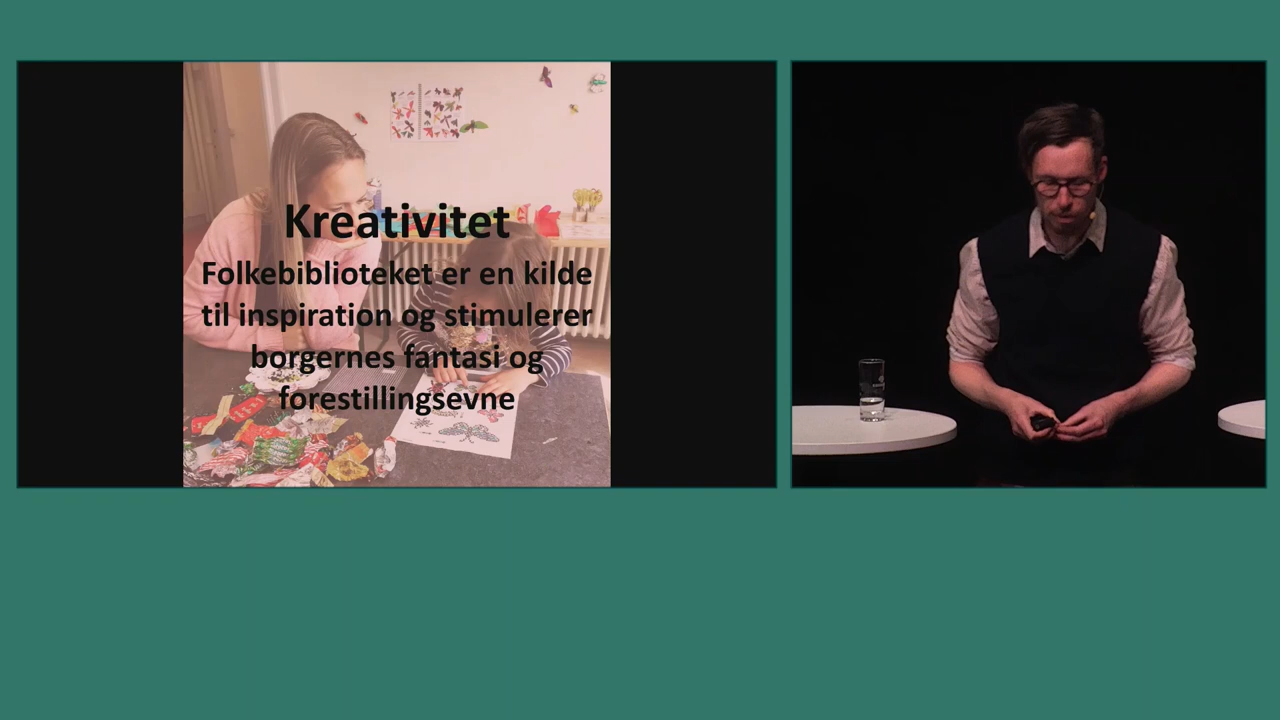 Kreativitet
Folkebiblioteket er en kilde
til inspiration og stimulerer
borgernes fantasi og
forestillingsevne